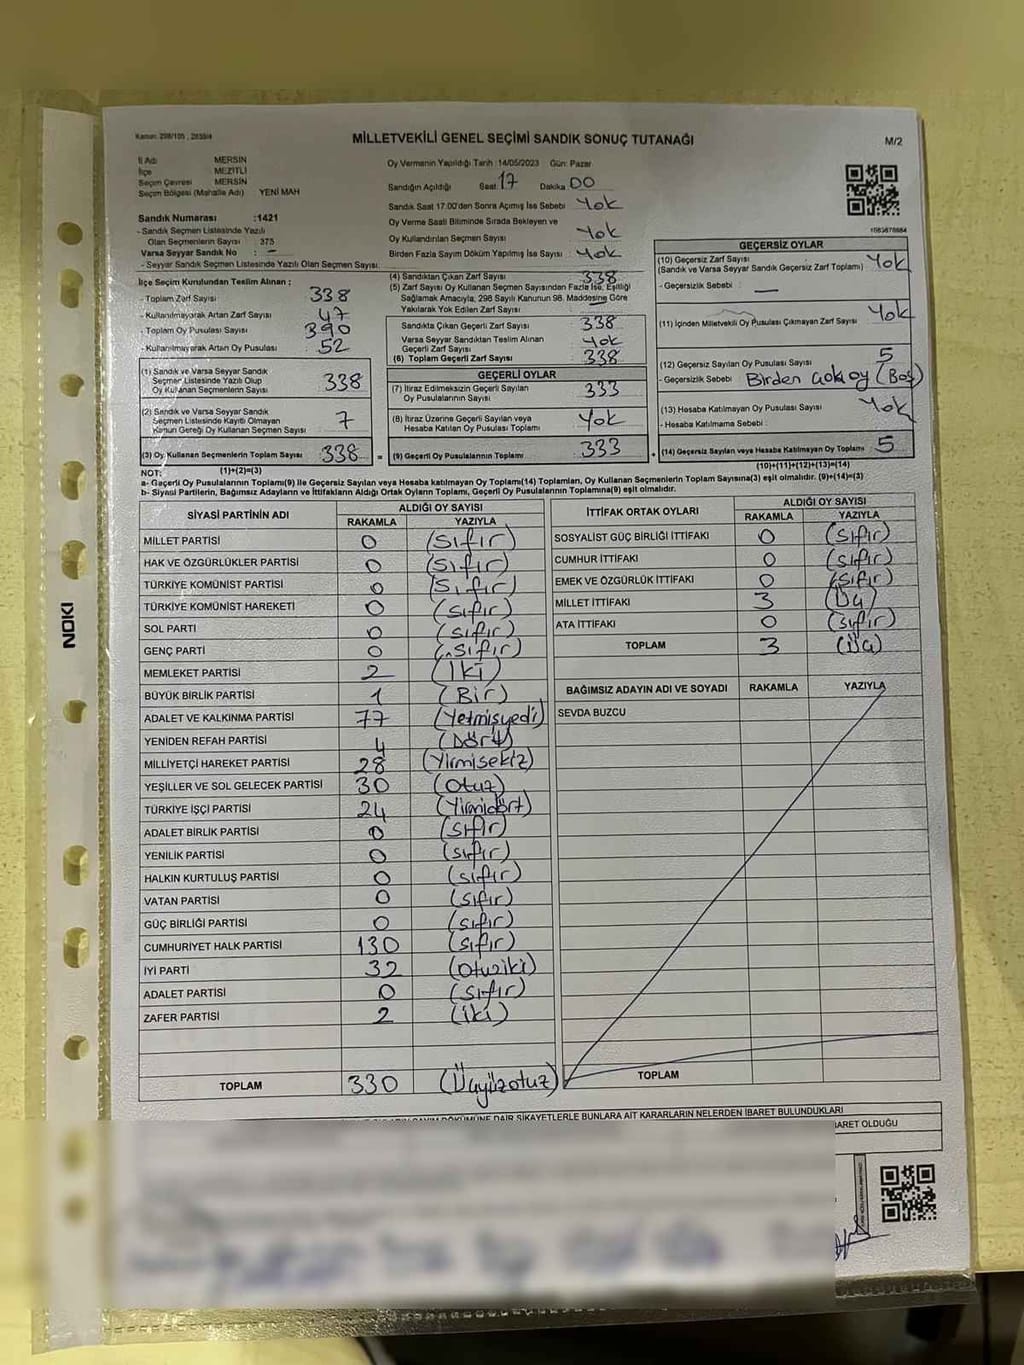 Kanun: 298/105 , 2839/4
MİLLETVEKİLİ GENEL SEÇİMİ SANDIK SONUÇ TUTANAĞI
M/2
İl Adı MERSİN
İlçe MEZİTLİ
Seçim Çevresi MERSİN
Seçim Bölgesi (Mahalle Adı) YENİ MAH
Sandık Numarası :1421
- Sandık Seçmen Listesinde Yazılı
Olan Seçmenlerin Sayısı : 375
Varsa Seyyar Sandık No : –
- Seyyar Sandık Seçmen Listesinde Yazılı Olan Seçmen Sayısı
Oy Vermenin Yapıldığı Tarih :14/05/2023 Gün: Pazar
Sandığın Açıldığı Saat 17 Dakika 00
Sandık Saat 17:00'den Sonra Açılmış İse Sebebi Yok
Oy Verme Saati Bitiminde Sırada Bekleyen ve
Oy Kullandırılan Seçmen Sayısı Yok
Birden Fazla Sayım Döküm Yapılmış İse Sayısı Yok
1563678884
İlçe Seçim Kurulundan Teslim Alınan ;
- Toplam Zarf Sayısı 338
- Kullanılmayarak Artan Zarf Sayısı 47
- Toplam Oy Pusulası Sayısı 390
- Kullanılmayarak Artan Oy Pusulası 52
(1) Sandık ve Varsa Seyyar Sandık
Seçmen Listesinde Yazılı Olup
Oy Kullanan Seçmenlerin Sayısı 338
(2) Sandık ve Varsa Seyyar Sandık
Seçmen Listesinde Kayıtlı Olmayan
Kanun Gereği Oy Kullanan Seçmen Sayısı 7
(3) Oy Kullanan Seçmenlerin Toplam Sayısı 338 =
(4) Sandıktan Çıkan Zarf Sayısı 338
(5) Zarf Sayısı Oy Kullanan Seçmen Sayısından Fazla İse, Eşitliği
Sağlamak Amacıyla, 298 Sayılı Kanunun 98. Maddesine Göre
Yakılarak Yok Edilen Zarf Sayısı
Sandıkta Çıkan Geçerli Zarf Sayısı 338
Varsa Seyyar Sandıktan Teslim Alınan
Geçerli Zarf Sayısı Yok
(6) Toplam Geçerli Zarf Sayısı 338
GEÇERLİ OYLAR
(7) İtiraz Edilmeksizin Geçerli Sayılan
Oy Pusulalarının Sayısı 333
(8) İtiraz Üzerine Geçerli Sayılan veya
Hesaba Katılan Oy Pusulası Toplamı Yok
(9) Geçerli Oy Pusulalarının Toplamı 333 +
GEÇERSİZ OYLAR
(10) Geçersiz Zarf Sayısı
(Sandık ve Varsa Seyyar Sandık Geçersiz Zarf Toplamı) Yok
- Geçersizlik Sebebi : —
(11) İçinden Milletvekili Oy Pusulası Çıkmayan Zarf Sayısı Yok
(12) Geçersiz Sayılan Oy Pusulası Sayısı 5
- Geçersizlik Sebebi Birden çok oy (Boş)
(13) Hesaba Katılmayan Oy Pusulası Sayısı Yok
- Hesaba Katılmama Sebebi :
(14) Geçersiz Sayılan veya Hesaba Katılmayan Oy Toplamı 5
NOT: (1)+(2)=(3)
(10)+(11)+(12)+(13)=(14)
a- Geçerli Oy Pusulalarının Toplamı(9) ile Geçersiz Sayılan veya Hesaba katılmayan Oy Toplamı(14) Toplamları, Oy Kullanan Seçmenlerin Toplam Sayısına(3) eşit olmalıdır. (9)+(14)=(3)
b- Siyasi Partilerin, Bağımsız Adayların ve İttifakların Aldığı Ortak Oyların Toplamı, Geçerli Oy Pusulalarının Toplamına(9) eşit olmalıdır.
SİYASİ PARTİNİN ADI ALDIĞI OY SAYISI
RAKAMLA YAZIYLA
MİLLET PARTİSİ 0 (Sıfır)
HAK VE ÖZGÜRLÜKLER PARTİSİ 0 (Sıfır)
TÜRKİYE KOMÜNİST PARTİSİ 0 (Sıfır)
TÜRKİYE KOMÜNİST HAREKETİ 0 (Sıfır)
SOL PARTİ 0 (Sıfır)
GENÇ PARTİ 0 (Sıfır)
MEMLEKET PARTİSİ 2 (İki)
BÜYÜK BİRLİK PARTİSİ 1 (Bir)
ADALET VE KALKINMA PARTİSİ 77 (Yetmişyedi)
YENİDEN REFAH PARTİSİ 4 (Dört)
MİLLİYETÇİ HAREKET PARTİSİ 28 (Yirmisekiz)
YEŞİLLER VE SOL GELECEK PARTİSİ 30 (Otuz)
TÜRKİYE İŞÇİ PARTİSİ 24 (Yirmidört)
ADALET BİRLİK PARTİSİ 0 (Sıfır)
YENİLİK PARTİSİ 0 (Sıfır)
HALKIN KURTULUŞ PARTİSİ 0 (Sıfır)
VATAN PARTİSİ 0 (Sıfır)
GÜÇ BİRLİĞİ PARTİSİ 0 (Sıfır)
CUMHURİYET HALK PARTİSİ 130 (Sıfır)
İYİ PARTİ 32 (Otuziki)
ADALET PARTİSİ 0 (Sıfır)
ZAFER PARTİSİ 2 (İki)
TOPLAM 330 (Üçyüzotuz)
İTTİFAK ORTAK OYLARI ALDIĞI OY SAYISI
RAKAMLA YAZIYLA
SOSYALİST GÜÇ BİRLİĞİ İTTİFAKI 0 (Sıfır)
CUMHUR İTTİFAKI 0 (Sıfır)
EMEK VE ÖZGÜRLÜK İTTİFAKI 0 (Sıfır)
MİLLET İTTİFAKI 3 (Üç)
ATA İTTİFAKI 0 (Sıfır)
TOPLAM 3 (Üç)
BAĞIMSIZ ADAYIN ADI VE SOYADI RAKAMLA YAZIYLA
SEVDA BUZCU
TOPLAM
DÖKÜMÜNE DAİR ŞİKAYETLERLE BUNLARA AİT KARARLARIN NELERDEN İBARET BULUNDUKLARI
BARET OLDUĞU
NOKI